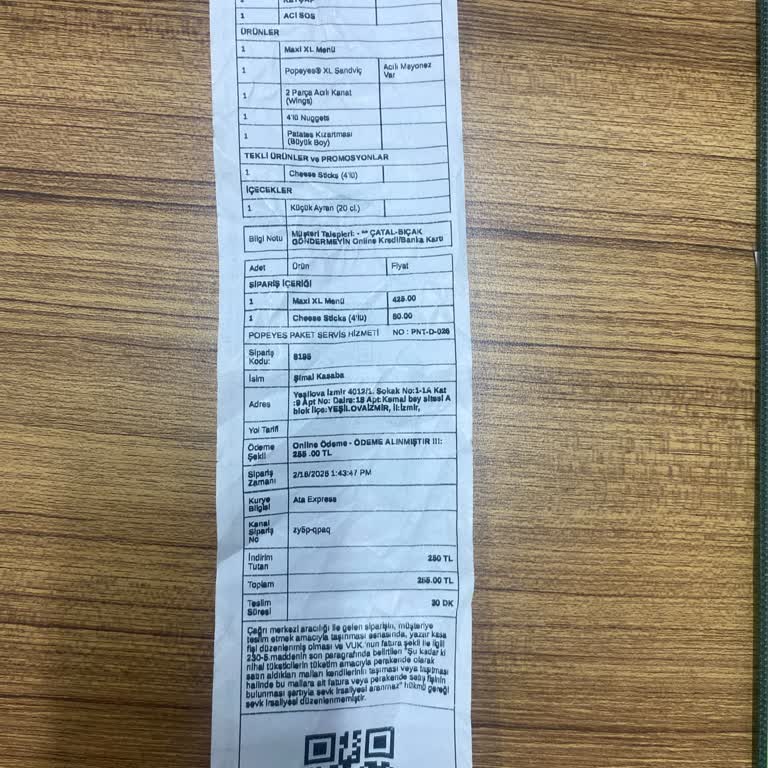 1 KETÇAP
1 ACI SOS
ÜRÜNLER
1 Maxi XL Menü
1 Popeyes® XL Sandviç Acılı Mayonez
Var
1 2 Parça Acılı Kanat
(Wings)
1 4'lü Nuggets
1 Patates Kızartması
(Büyük Boy)
TEKLİ ÜRÜNLER ve PROMOSYONLAR
1 Cheese Sticks (4'lü)
İÇECEKLER
1 Küçük Ayran (20 cl.)
Bilgi Notu Müşteri Talepleri: - ** ÇATAL-BIÇAK
GÖNDERMEYİN Online Kredi/Banka Kartı
Adet Ürün Fiyat
SİPARİŞ İÇERİĞİ
1 Maxi XL Menü 425.00
1 Cheese Sticks (4'lü) 80.00
POPEYES PAKET SERVİS HİZMETİ NO : PNT-D-026
Sipariş
Kodu: 8195
İsim Şimal Kasaba
Adres Yeşilova İzmir 4012/1. Sokak No:1-1A Kat
:9 Apt No: Daire:18 Apt:Kemal bey sitesi A
blok İlçe:YEŞİLOVAİZMİR, İl:İzmir,
Yol Tarifi
Ödeme
Şekli Online Ödeme - ÖDEME ALINMIŞTIR !!!:
255 .00 TL
Sipariş
Zamanı 2/18/2025 1:43:47 PM
Kurye
Bilgisi Ata Express
Kanal
Sipariş
No zy5p-qpaq
İndirim
Tutarı 250 TL
Toplam 255.00 TL
Teslim
Süresi 30 DK
Çağrı merkezi aracılığı ile gelen siparişin, müşteriye
teslim etmek amacıyla taşınması esnasında, yazar kasa
fişi düzenlenmiş olması ve VUK.'nun fatura şekli ile ilgili
230-5.maddenin son paragrafında belirtilen "Şu kadar ki
nihai tüketicilerin tüketim amacıyla perakende olarak
satın aldıkları malları kendilerinin taşıması veya taşıtması
halinde bu mallara ait fatura veya perakende satış fişinin
bulunması şartıyla sevk irsaliyesi aranmaz" hükmü gereği
sevk irsaliyesi düzenlenmemiştir.